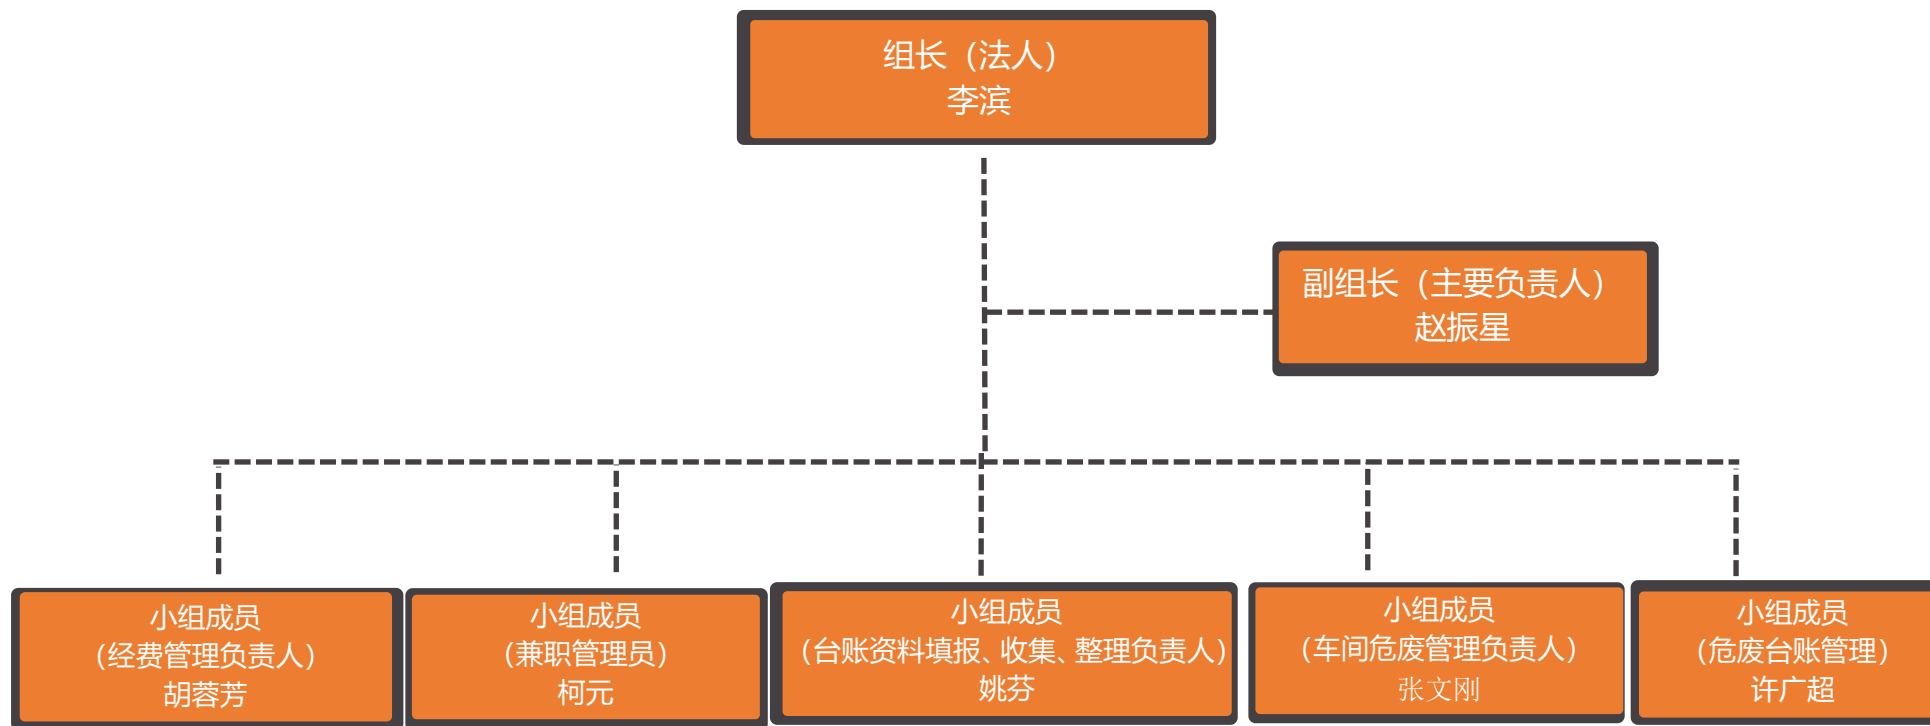 组长（法人）
李滨
副组长（主要负责人）
赵振星
小组成员
（经费管理负责人）
胡蓉芳
小组成员
（兼职管理员）
柯元
小组成员
（台账资料填报、收集、整理负责人）
姚芬
小组成员
（车间危废管理负责人）
张文刚
小组成员
（危废台账管理）
许广超